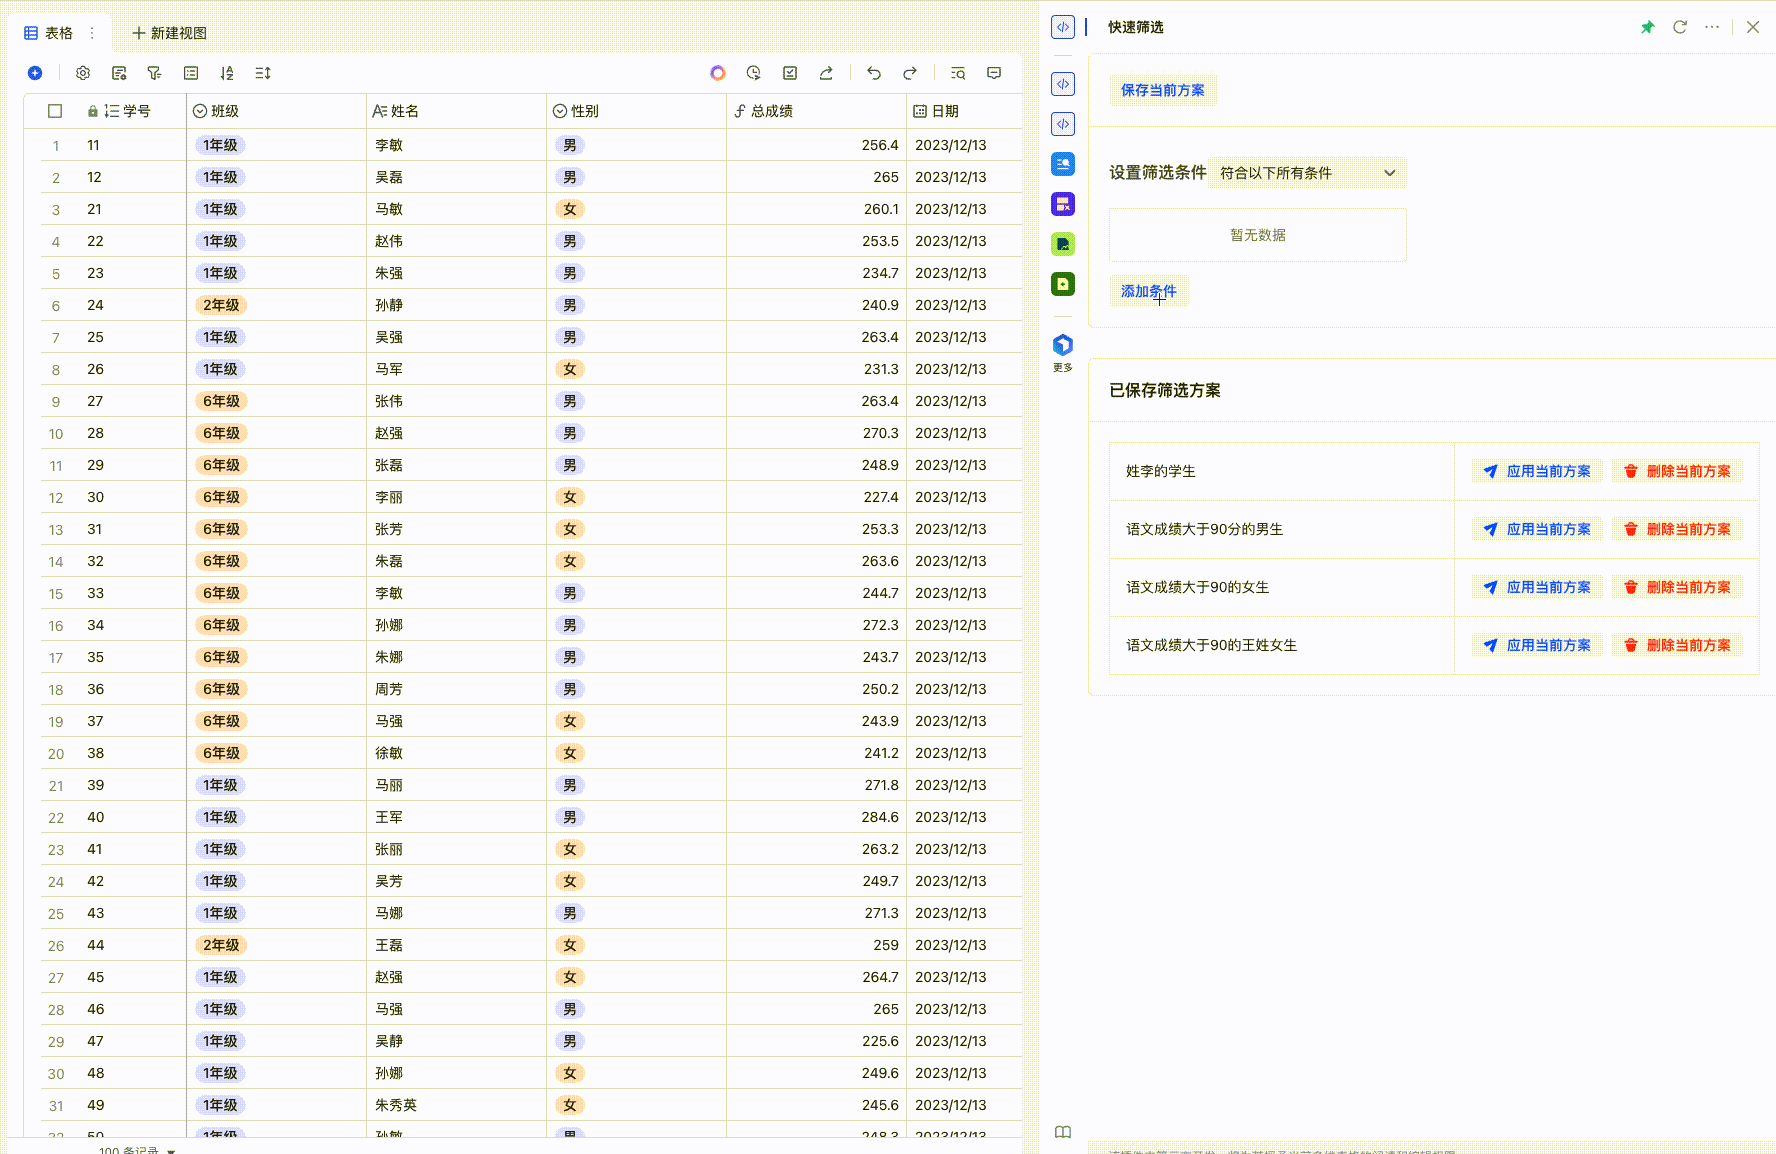 表格
新建视图
学号 班级 姓名 性别 总成绩 日期
1 11 1年级 李敏 男 256.4 2023/12/13
2 12 1年级 吴磊 男 265 2023/12/13
3 21 1年级 马敏 女 260.1 2023/12/13
4 22 1年级 赵伟 男 253.5 2023/12/13
5 23 1年级 朱强 男 234.7 2023/12/13
6 24 2年级 孙静 男 240.9 2023/12/13
7 25 1年级 吴强 男 263.4 2023/12/13
8 26 1年级 马军 女 231.3 2023/12/13
9 27 6年级 张伟 男 263.4 2023/12/13
10 28 6年级 赵强 男 270.3 2023/12/13
11 29 6年级 张磊 男 248.9 2023/12/13
12 30 6年级 李丽 女 227.4 2023/12/13
13 31 6年级 张芳 女 253.3 2023/12/13
14 32 6年级 朱磊 女 263.6 2023/12/13
15 33 6年级 李敏 男 244.7 2023/12/13
16 34 6年级 孙娜 男 272.3 2023/12/13
17 35 6年级 朱娜 男 243.7 2023/12/13
18 36 6年级 周芳 男 250.2 2023/12/13
19 37 6年级 马强 女 243.9 2023/12/13
20 38 6年级 徐敏 女 241.2 2023/12/13
21 39 1年级 马丽 男 271.8 2023/12/13
22 40 1年级 王军 男 284.6 2023/12/13
23 41 1年级 张丽 女 263.2 2023/12/13
24 42 1年级 吴芳 女 249.7 2023/12/13
25 43 1年级 马娜 男 271.3 2023/12/13
26 44 2年级 王磊 女 259 2023/12/13
27 45 1年级 赵强 女 264.7 2023/12/13
28 46 1年级 马强 男 265 2023/12/13
29 47 1年级 吴静 男 225.6 2023/12/13
30 48 1年级 孙娜 女 249.6 2023/12/13
31 49 1年级 朱秀英 女 245.6 2023/12/13
32 50 1年级 孙敏 男 248.3 2023/12/13
100 条记录
更多
快速筛选
保存当前方案
设置筛选条件 符合以下所有条件
暂无数据
添加条件
已保存筛选方案
姓李的学生 应用当前方案 删除当前方案
语文成绩大于90分的男生 应用当前方案 删除当前方案
语文成绩大于90的女生 应用当前方案 删除当前方案
语文成绩大于90的王姓女生 应用当前方案 删除当前方案